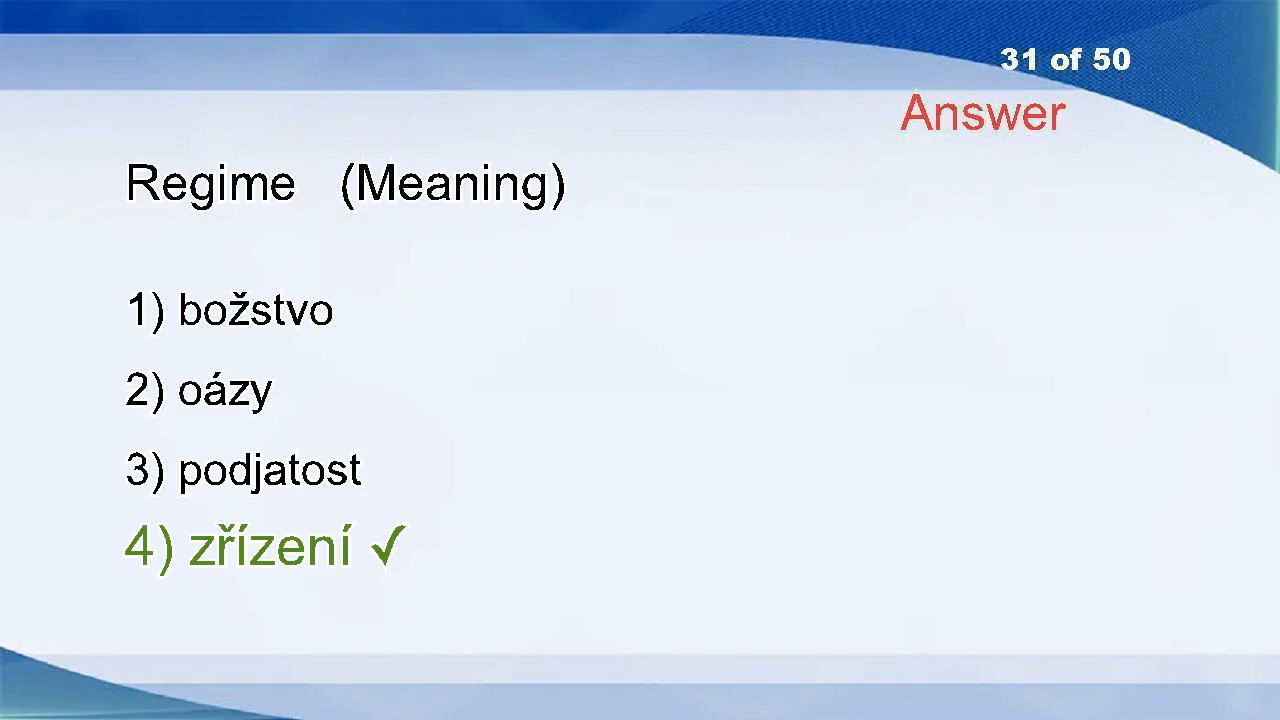 31 of 50
Answer
Regime (Meaning)
1) božstvo
2) oázy
3) podjatost
4) zřízení ✓